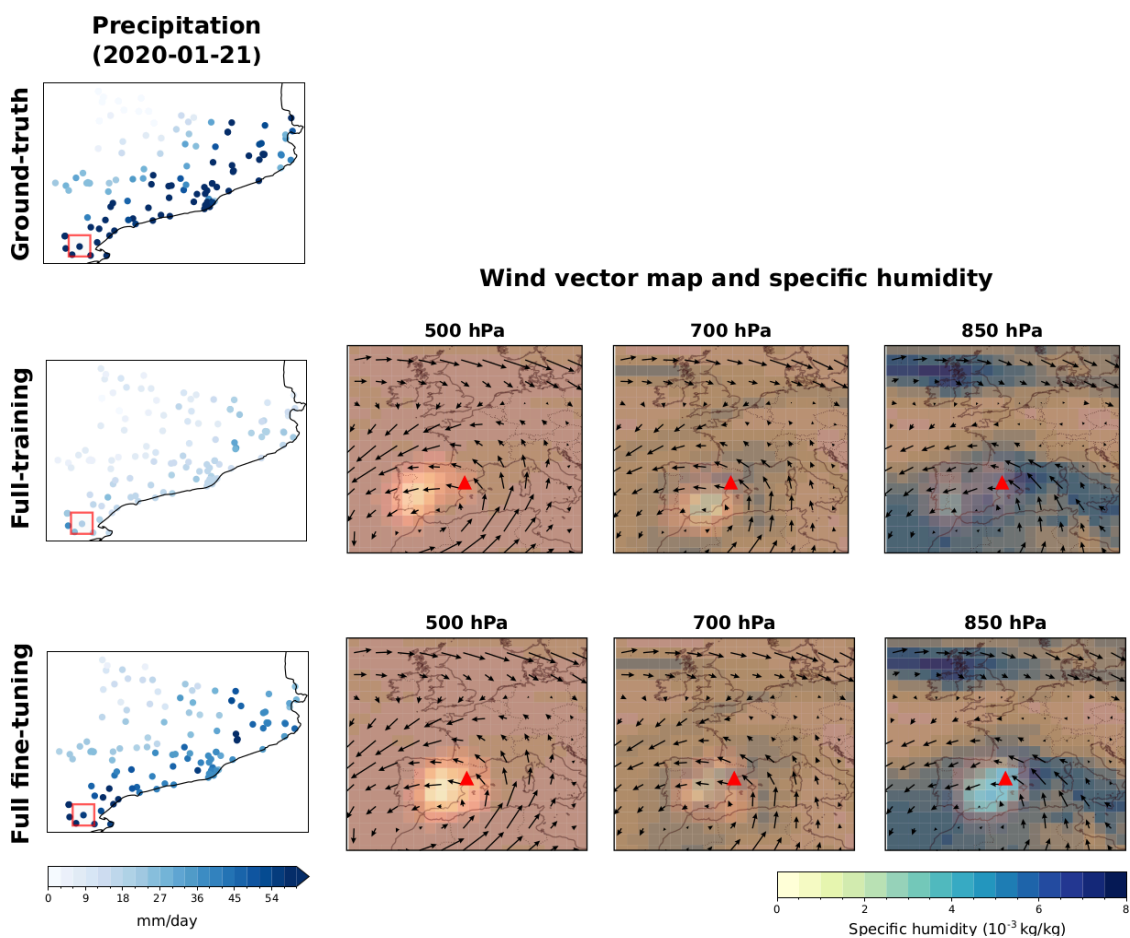 Precipitation
(2020-01-21)
Ground-truth
Wind vector map and specific humidity
Full-training
500 hPa
700 hPa
850 hPa
Full fine-tuning
500 hPa
700 hPa
850 hPa
0 9 18 27 36 45 54
mm/day
0 2 4 6 8
Specific humidity (10⁻³ kg/kg)